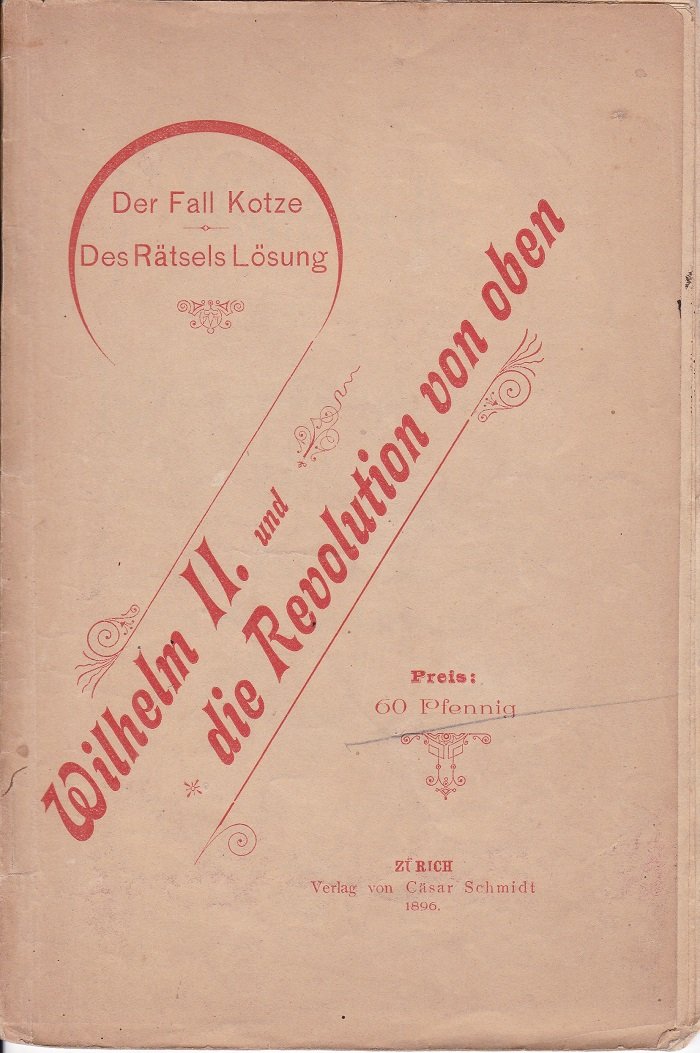 Der Fall Kotze
Des Rätsels Lösung
Wilhelm II. und
die Revolution von oben
Preis:
60 Pfennig
ZÜRICH
Verlag von Cäsar Schmidt
1896.